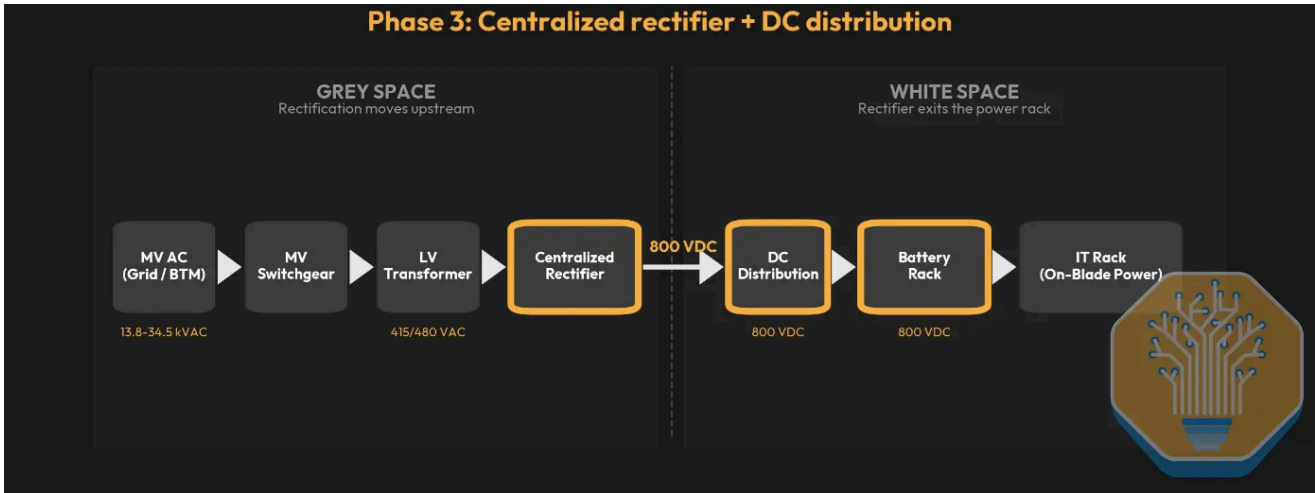 Phase 3: Centralized rectifier + DC distribution
GREY SPACE
Rectification moves upstream
WHITE SPACE
Rectifier exits the power rack
MV AC
(Grid / BTM)
MV
Switchgear
LV
Transformer
Centralized
Rectifier
800 VDC
DC
Distribution
Battery
Rack
IT Rack
(On-Blade Power)
13.8-34.5 kVAC
415/480 VAC
800 VDC
800 VDC